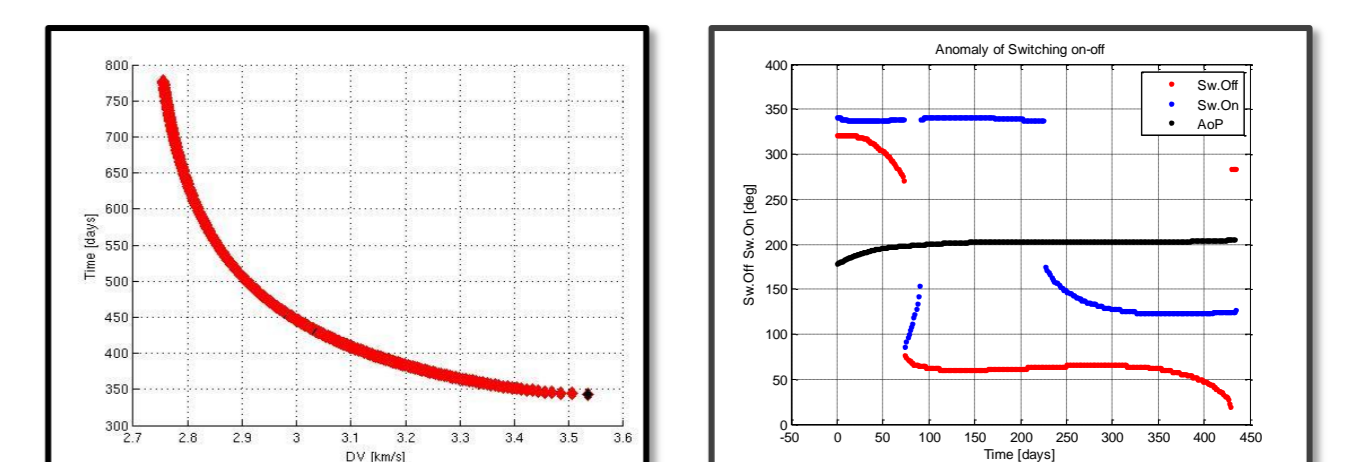 800
750
700
650
600
550
500
450
400
350
300
Time [days]
2.7 2.8 2.9 3 3.1 3.2 3.3 3.4 3.5 3.6
DV [km/s]
Anomaly of Switching on-off
400
350
300
250
200
150
100
50
0
Sw.Off Sw.On [deg]
Sw.Off
Sw.On
AoP
-50 0 50 100 150 200 250 300 350 400 450
Time [days]